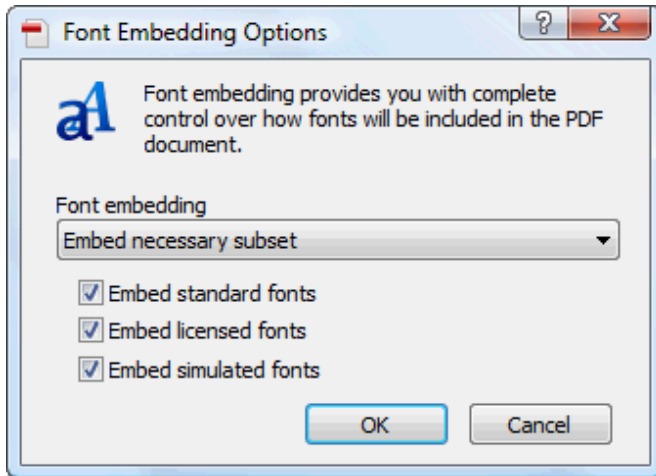 Font Embedding Options
?
Font embedding provides you with complete
control over how fonts will be included in the PDF
document.
Font embedding
Embed necessary subset
Embed standard fonts
Embed licensed fonts
Embed simulated fonts
OK Cancel